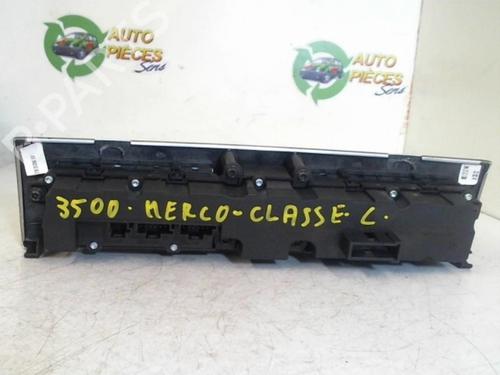 AUTO
PIÈCES
Sens
AUTO
PIÈCES
Sens
3500 · MERCO - CLASSE C.